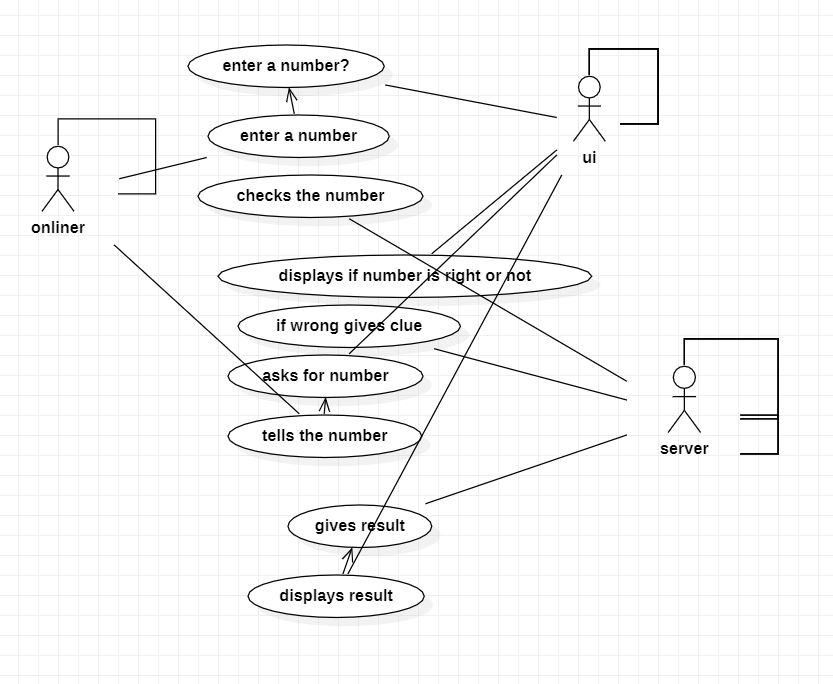 enter a number?
enter a number
ui
checks the number
onliner
displays if number is right or not
if wrong gives clue
asks for number
tells the number
server
gives result
displays result